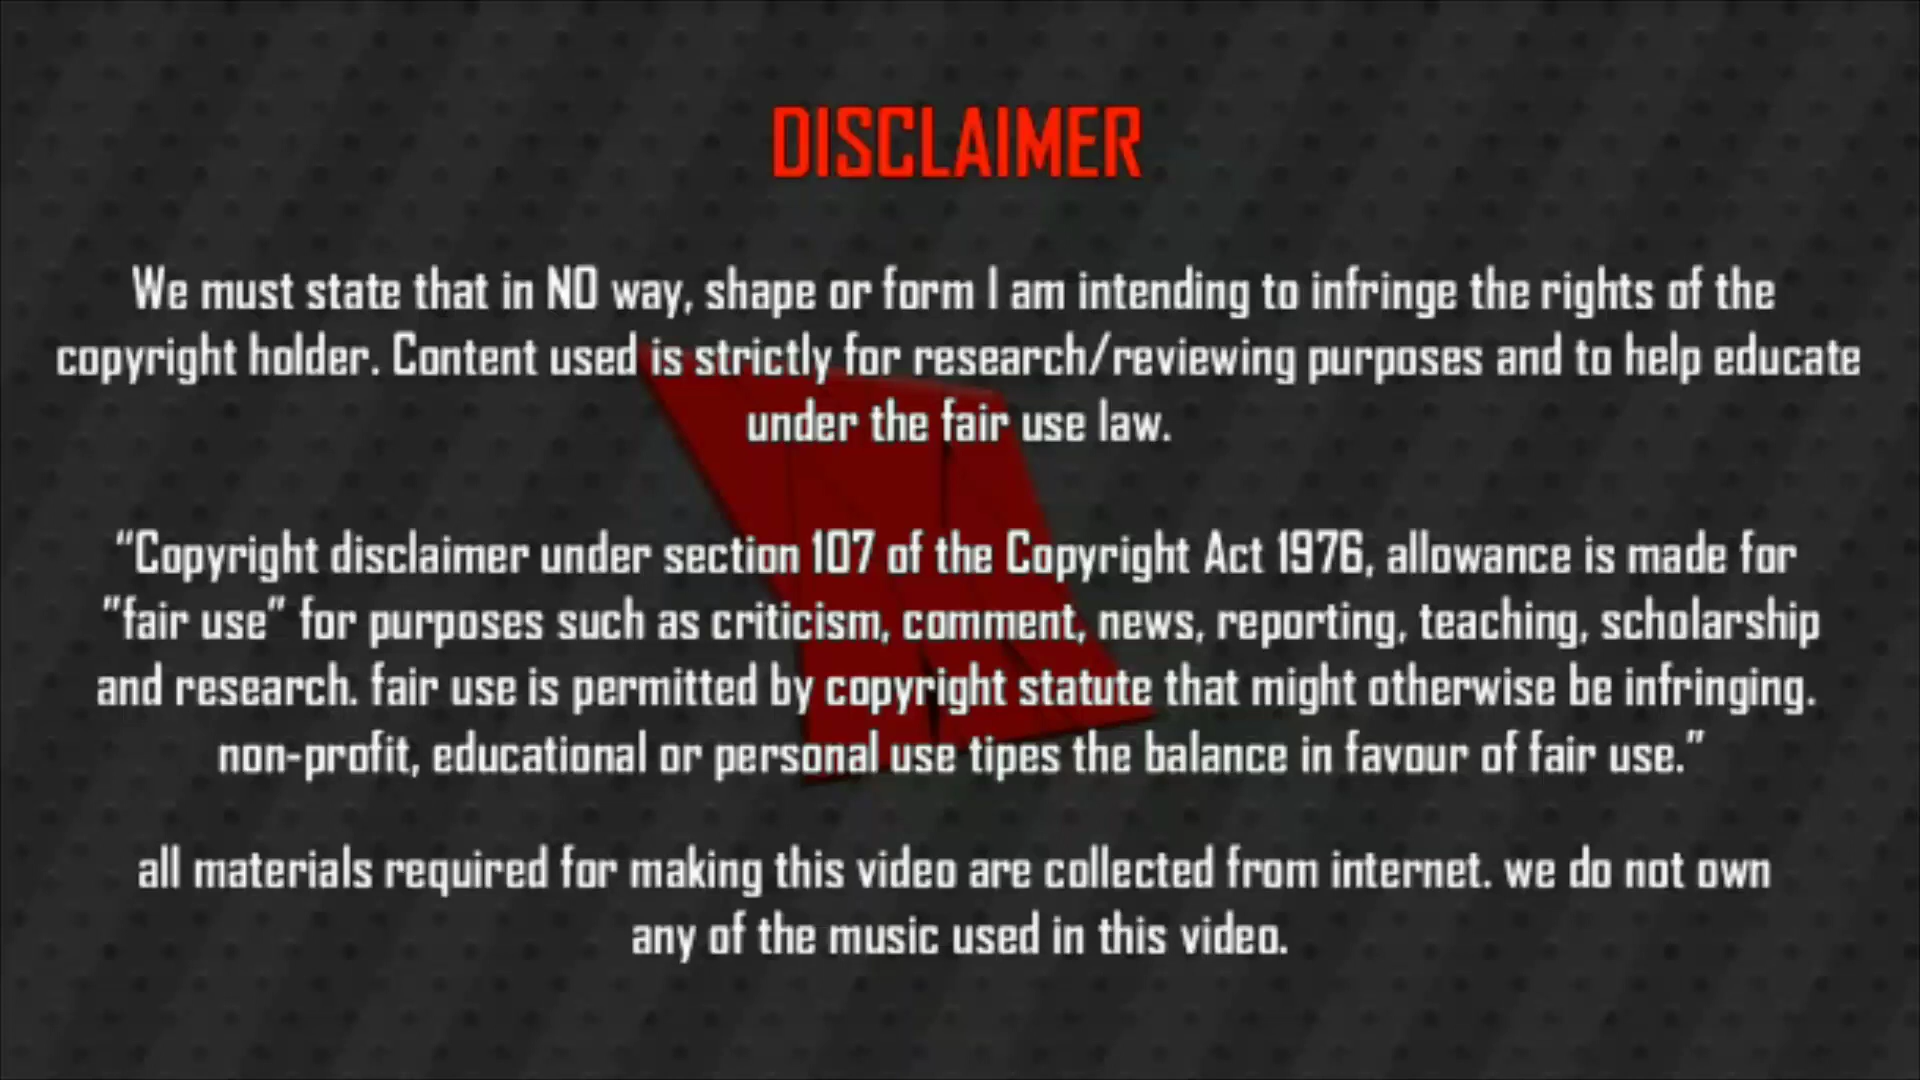 DISCLAIMER
We must state that in NO way, shape or form I am intending to infringe the rights of the
copyright holder. Content used is strictly for research/reviewing purposes and to help educate
under the fair use law.
"Copyright disclaimer under section 107 of the Copyright Act 1976, allowance is made for
"fair use" for purposes such as criticism, comment, news, reporting, teaching, scholarship
and research. fair use is permitted by copyright statute that might otherwise be infringing.
non-profit, educational or personal use tipes the balance in favour of fair use."
all materials required for making this video are collected from internet. we do not own
any of the music used in this video.